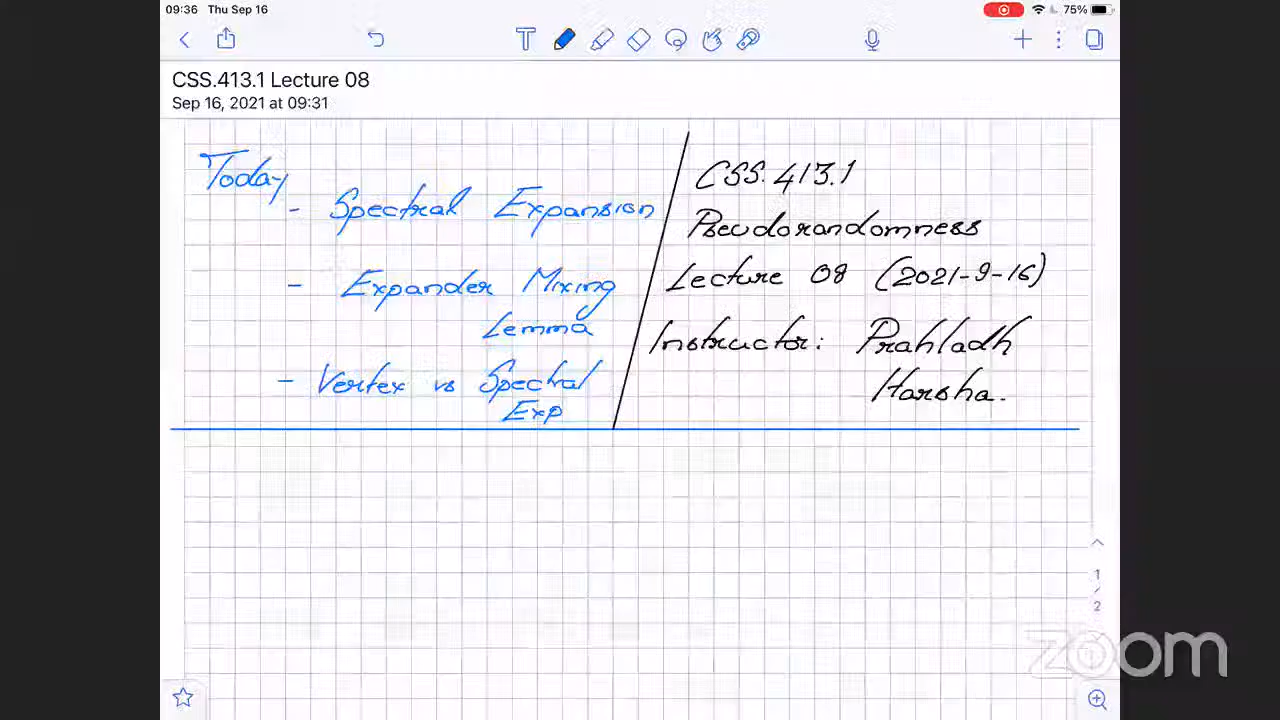 09:36 Thu Sep 16
75%
CSS.413.1 Lecture 08
Sep 16, 2021 at 09:31
Today
- Spectral Expansion
- Expander Mixing
Lemma
- Vertex vs Spectral
Exp
CSS.413.1
Pseudorandomness
Lecture 08 (2021-9-16)
Instructor: Prahladh
Harsha.
1
2
zoom